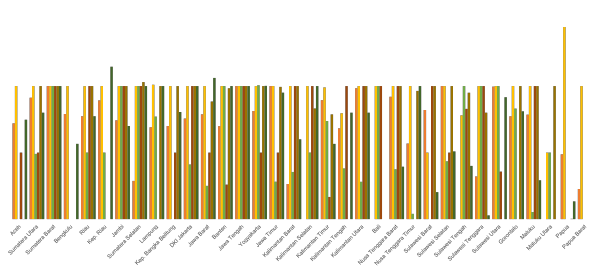 Aceh
Sumatera Utara
Sumatera Barat
Bengkulu
Riau
Kep. Riau
Jambi
Sumatera Selatan
Lampung
Kep. Bangka Belitung
DKI Jakarta
Jawa Barat
Banten
Jawa Tengah
Yogyakarta
Jawa Timur
Kalimantan Barat
Kalimantan Selatan
Kalimantan Timur
Kalimantan Tengah
Kalimantan Utara
Bali
Nusa Tenggara Barat
Nusa Tenggara Timur
Sulawesi Barat
Sulawesi Selatan
Sulawesi Tengah
Sulawesi Tenggara
Sulawesi Utara
Gorontalo
Maluku
Maluku Utara
Papua
Papua Barat